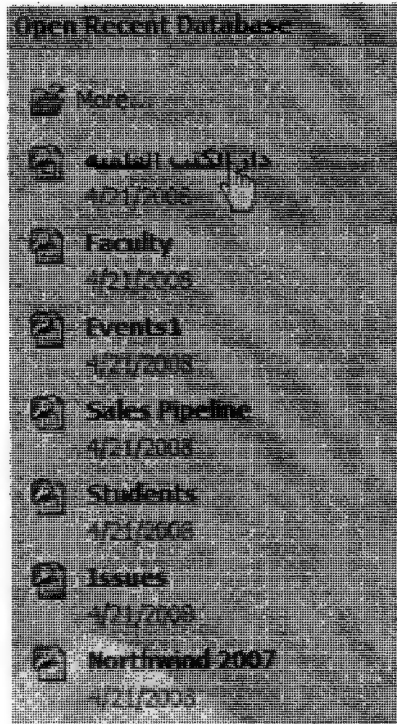 Open Recent Database
More...
دار الكتب العلمية
4/21/2008
Faculty
4/21/2008
Events1
4/21/2008
Sales Pipeline
4/21/2008
Students
4/21/2008
Issues
4/21/2008
Northwind 2007
4/21/2008